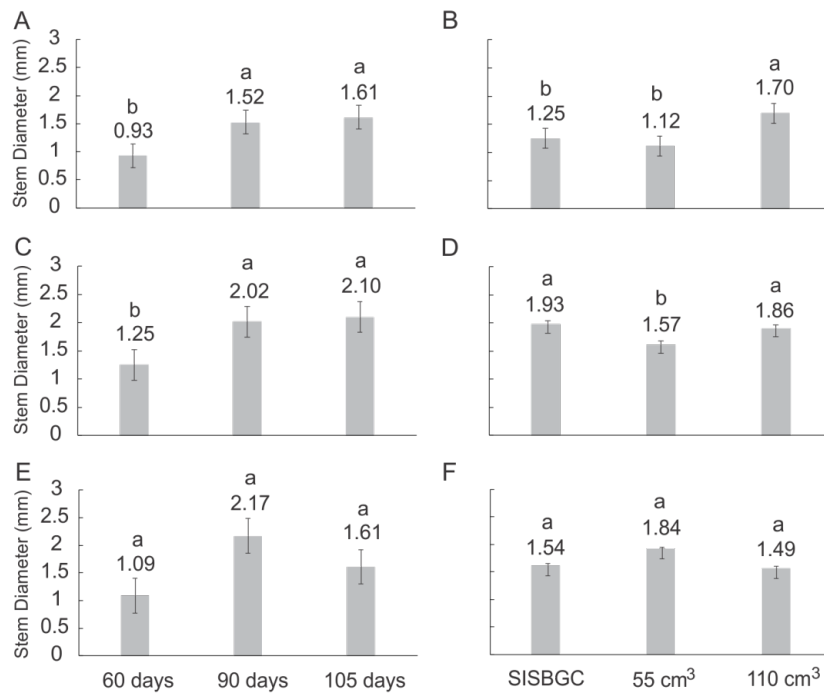 A
Stem Diameter (mm)
3
2.5
2
1.5
1
0.5
0
b
0.93
a
1.52
a
1.61
B
b
1.25
b
1.12
a
1.70
C
Stem Diameter (mm)
3
2.5
2
1.5
1
0.5
0
b
1.25
a
2.02
a
2.10
D
a
1.93
b
1.57
a
1.86
E
Stem Diameter (mm)
3
2.5
2
1.5
1
0.5
0
a
1.09
a
2.17
a
1.61
60 days 90 days 105 days
F
a
1.54
a
1.84
a
1.49
SISBGC 55 cm³ 110 cm³